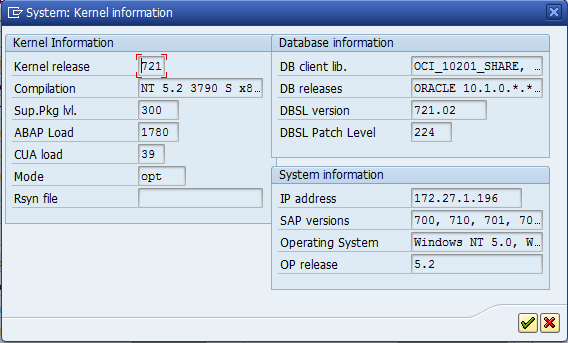 System: Kernel information
Kernel Information
Kernel release 721
Compilation NT 5.2 3790 S x8...
Sup.Pkg lvl. 300
ABAP Load 1780
CUA load 39
Mode opt
Rsyn file
Database information
DB client lib. OCI_10201_SHARE, ...
DB releases ORACLE 10.1.0.*.*...
DBSL version 721.02
DBSL Patch Level 224
System information
IP address 172.27.1.196
SAP versions 700, 710, 701, 70...
Operating System Windows NT 5.0, W...
OP release 5.2